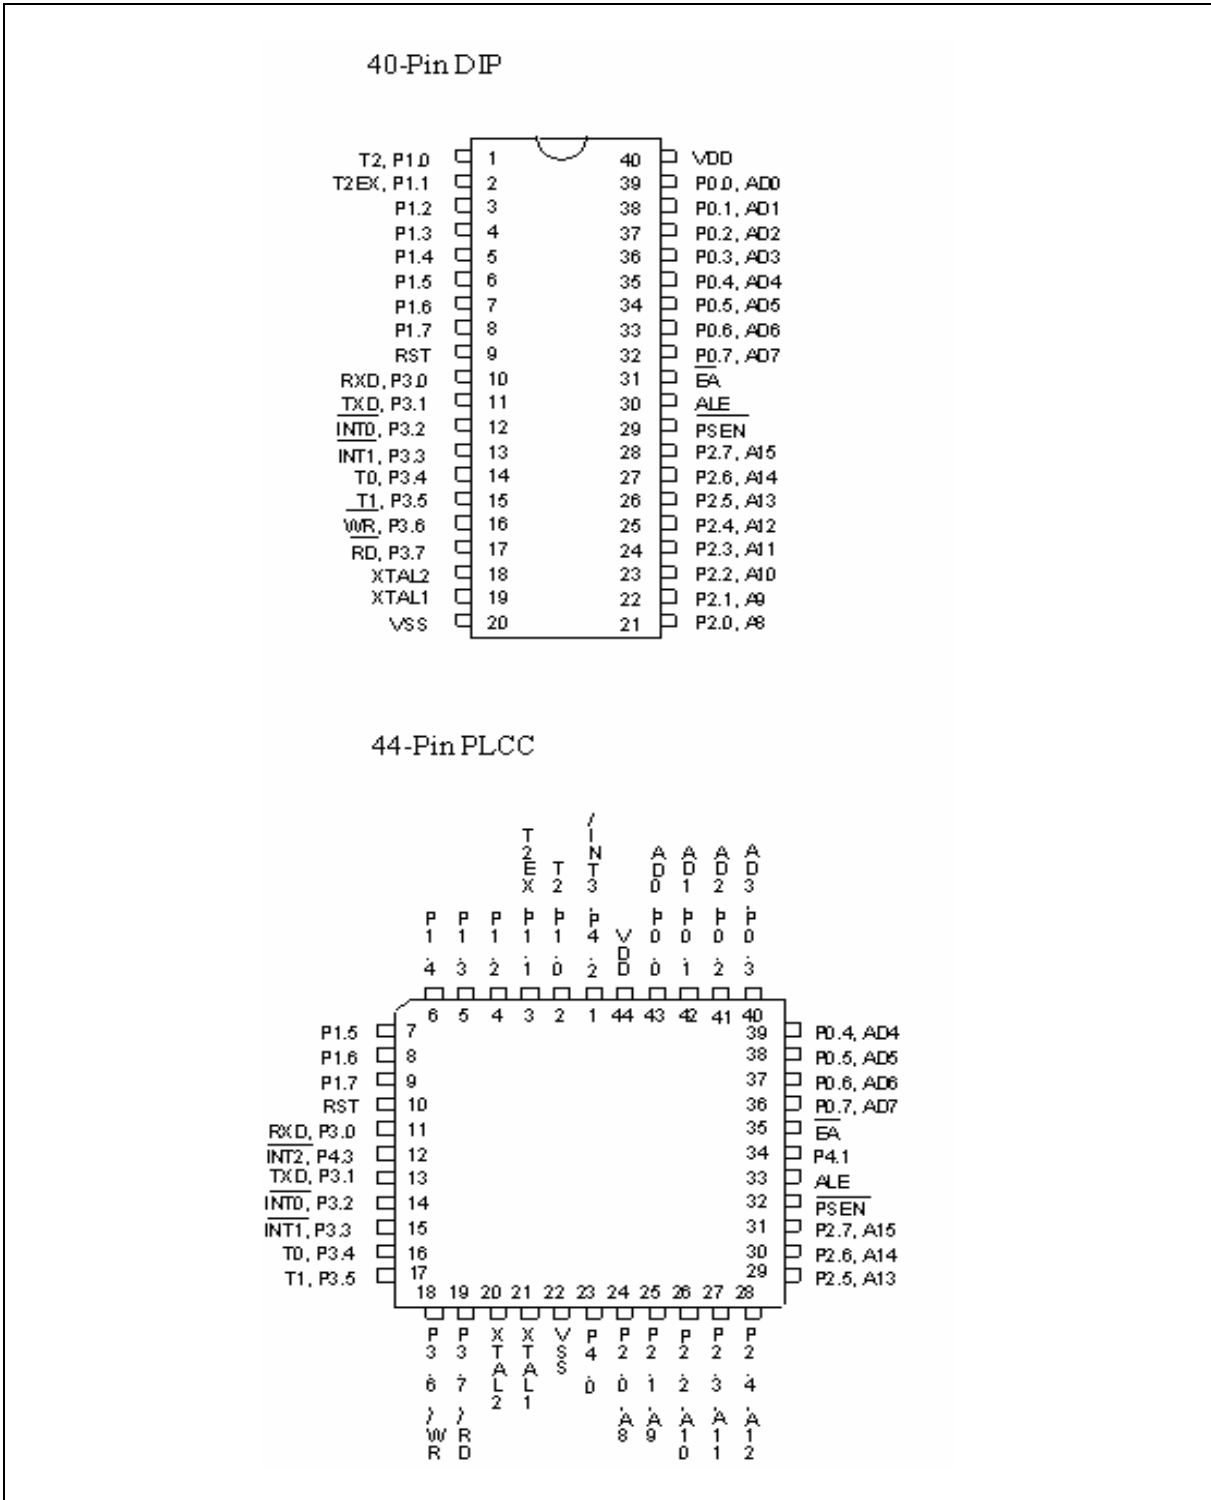 40-Pin DIP
T2, P1.0 1 40 VDD
T2EX, P1.1 2 39 P0.0, AD0
P1.2 3 38 P0.1, AD1
P1.3 4 37 P0.2, AD2
P1.4 5 36 P0.3, AD3
P1.5 6 35 P0.4, AD4
P1.6 7 34 P0.5, AD5
P1.7 8 33 P0.6, AD6
RST 9 32 P0.7, AD7
RXD, P3.0 10 31 EA
TXD, P3.1 11 30 ALE
INT0, P3.2 12 29 PSEN
INT1, P3.3 13 28 P2.7, A15
T0, P3.4 14 27 P2.6, A14
T1, P3.5 15 26 P2.5, A13
WR, P3.6 16 25 P2.4, A12
RD, P3.7 17 24 P2.3, A11
XTAL2 18 23 P2.2, A10
XTAL1 19 22 P2.1, A9
VSS 20 21 P2.0, A8
44-Pin PLCC
P1.4
P1.3
P1.2
T2EX, P1.1
T2, P1.0
/INT3, P4.2
VDD
AD0, P0.0
AD1, P0.1
AD2, P0.2
AD3, P0.3
6 5 4 3 2 1 44 43 42 41 40
P1.5 7 39 P0.4, AD4
P1.6 8 38 P0.5, AD5
P1.7 9 37 P0.6, AD6
RST 10 36 P0.7, AD7
RXD, P3.0 11 35 EA
INT2, P4.3 12 34 P4.1
TXD, P3.1 13 33 ALE
INT0, P3.2 14 32 PSEN
INT1, P3.3 15 31 P2.7, A15
T0, P3.4 16 30 P2.6, A14
T1, P3.5 17 29 P2.5, A13
18 19 20 21 22 23 24 25 26 27 28
P3.6, /WR
P3.7, /RD
XTAL2
XTAL1
VSS
P4.0
P2.0, A8
P2.1, A9
P2.2, A10
P2.3, A11
P2.4, A12